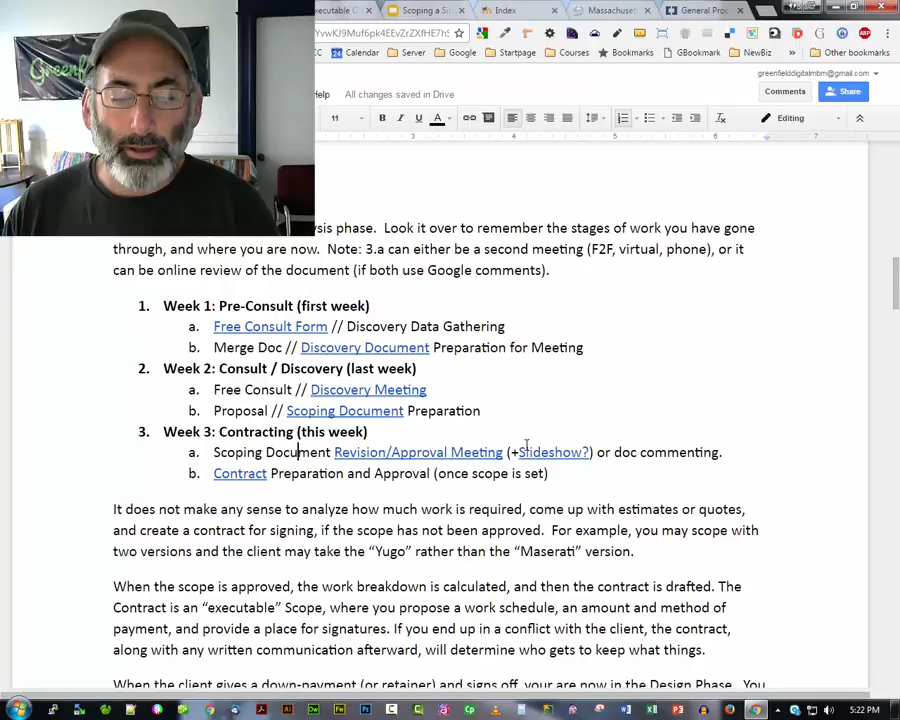 xecutable C
Scoping a Si
Index
Massachuset
General Proc
YvwKJ9Muf6pk4EEvZrZXfH7eh5
Greenf
Calendar
Server
Google
Startpage
Courses
Bookmarks
GBookmark
NewBiz
»
Other bookmarks
greenfielddigitalmbm@gmail.com
Help
All changes saved in Drive
Comments
Share
11
B
I
U
A
Editing
3
4
5
6
7
ysis phase. Look it over to remember the stages of work you have gone
through, and where you are now. Note: 3.a can either be a second meeting (F2F, virtual, phone), or it
can be online review of the document (if both use Google comments).
1. Week 1: Pre-Consult (first week)
a. Free Consult Form // Discovery Data Gathering
b. Merge Doc // Discovery Document Preparation for Meeting
2. Week 2: Consult / Discovery (last week)
a. Free Consult // Discovery Meeting
b. Proposal // Scoping Document Preparation
3. Week 3: Contracting (this week)
a. Scoping Document Revision/Approval Meeting (+Slideshow?) or doc commenting.
b. Contract Preparation and Approval (once scope is set)
It does not make any sense to analyze how much work is required, come up with estimates or quotes,
and create a contract for signing, if the scope has not been approved. For example, you may scope with
two versions and the client may take the “Yugo” rather than the “Maserati” version.
When the scope is approved, the work breakdown is calculated, and then the contract is drafted. The
Contract is an “executable” Scope, where you propose a work schedule, an amount and method of
payment, and provide a place for signatures. If you end up in a conflict with the client, the contract,
along with any written communication afterward, will determine who gets to keep what things.
When the client gives a down-payment (or retainer) and signs off, your are now in the Design Phase. You
5:22 PM